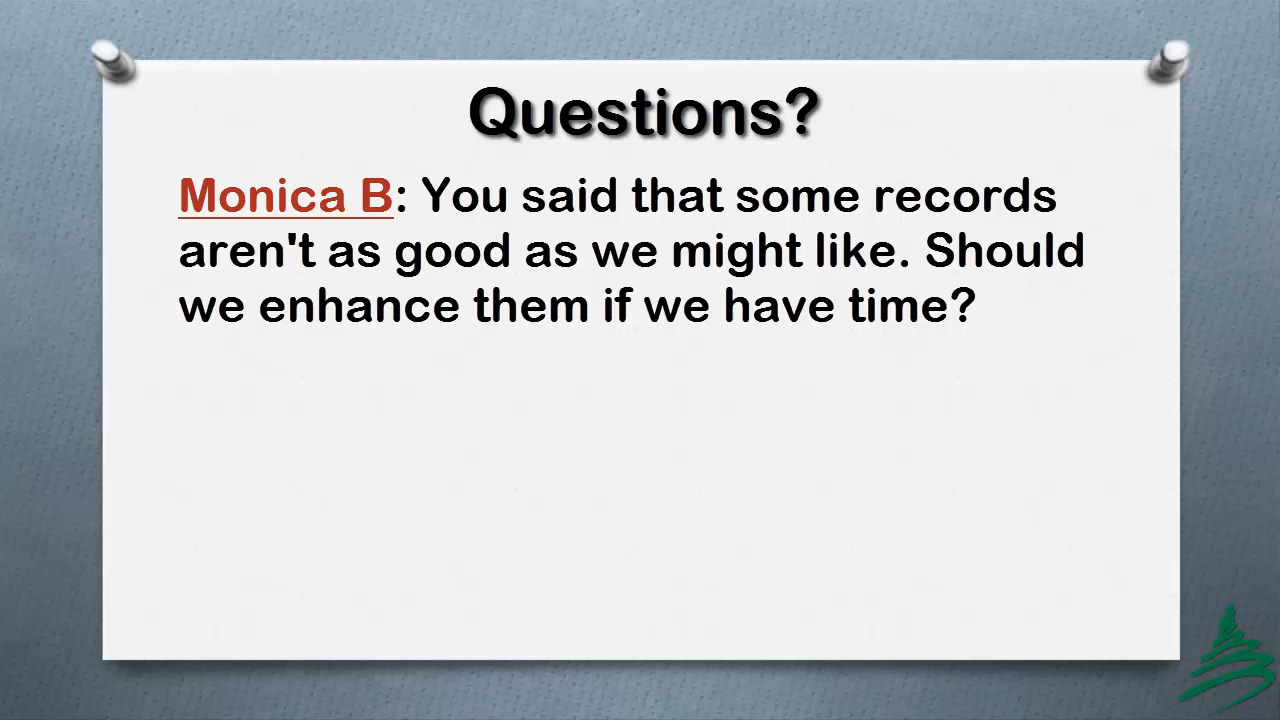 Questions?
Monica B: You said that some records
aren't as good as we might like. Should
we enhance them if we have time?